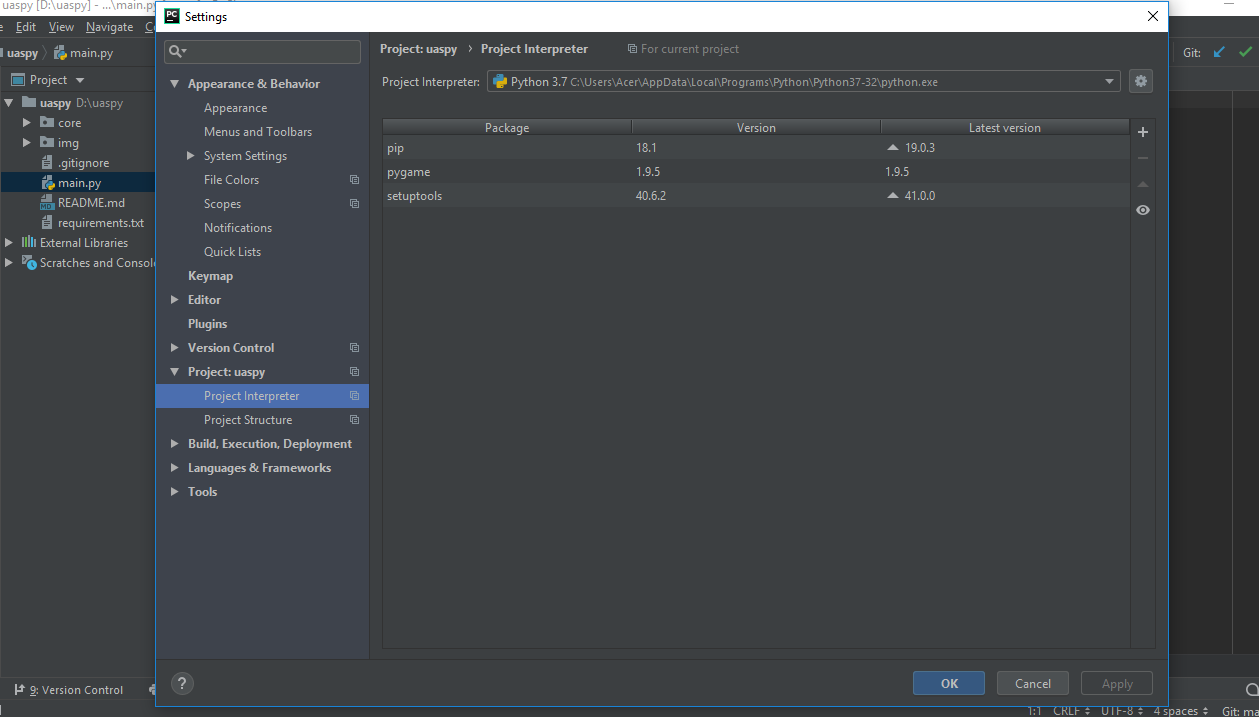 uaspy [D:\uaspy] - ...\main.py
PC Settings
Edit View Navigate
uaspy main.py
Git:
Project
uaspy D:\uaspy
core
img
.gitignore
main.py
MD README.md
requirements.txt
External Libraries
Scratches and Consol
Appearance & Behavior
Appearance
Menus and Toolbars
System Settings
File Colors
Scopes
Notifications
Quick Lists
Keymap
Editor
Plugins
Version Control
Project: uaspy
Project Interpreter
Project Structure
Build, Execution, Deployment
Languages & Frameworks
Tools
Project: uaspy › Project Interpreter For current project
Project Interpreter: Python 3.7 C:\Users\Acer\AppData\Local\Programs\Python\Python37-32\python.exe
Package Version Latest version
pip 18.1 19.0.3
pygame 1.9.5 1.9.5
setuptools 40.6.2 41.0.0
? OK Cancel Apply
9: Version Control
1:1 CRLF UTF-8 4 spaces Git: ma